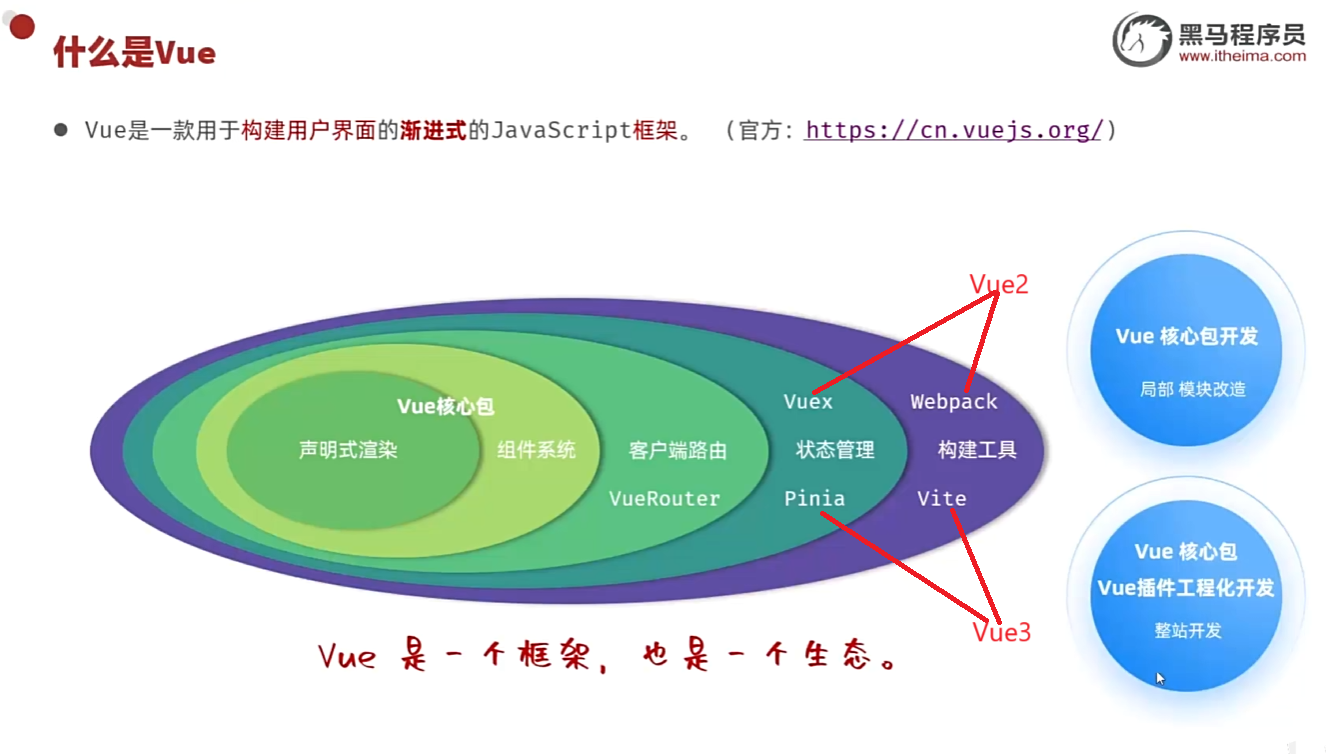 什么是Vue
黑马程序员
www.itheima.com
Vue是一款用于构建用户界面的渐进式的JavaScript框架。 （官方：https://cn.vuejs.org/）
Vue2
Vue 核心包开发
局部 模块改造
Vuex
Webpack
Vue核心包
声明式渲染
组件系统
客户端路由
状态管理
构建工具
VueRouter
Pinia
Vite
Vue 核心包
Vue插件工程化开发
整站开发
Vue3
Vue 是一个框架，也是一个生态。